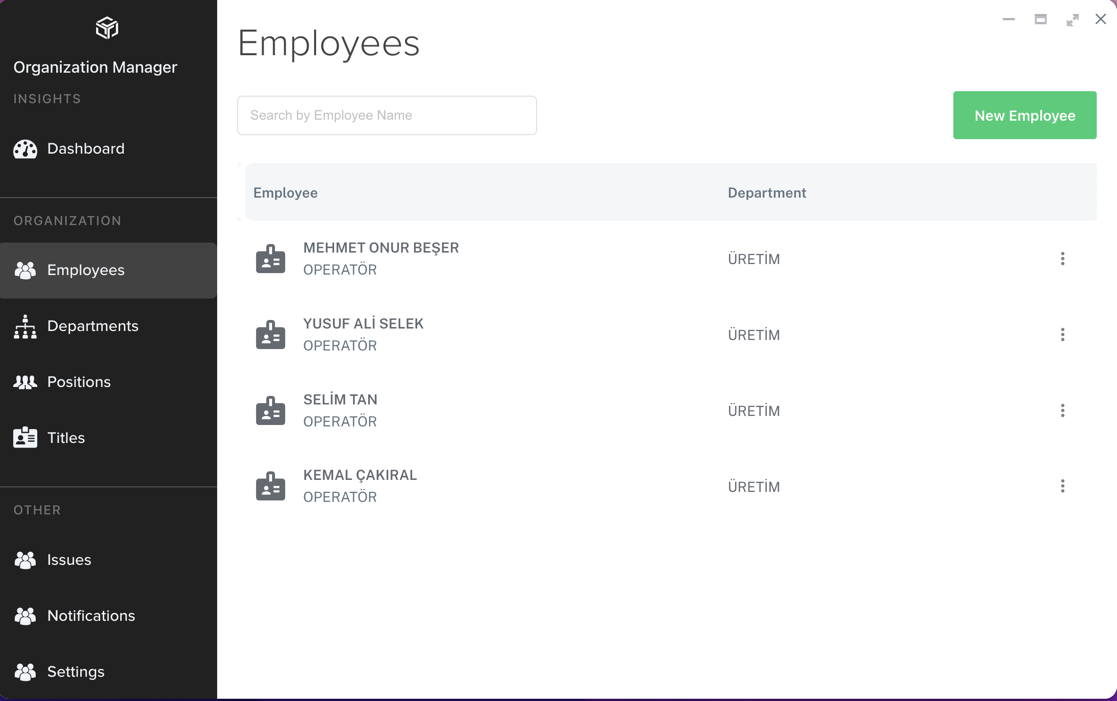 Organization Manager
INSIGHTS
Dashboard
ORGANIZATION
Employees
Departments
Positions
Titles
OTHER
Issues
Notifications
Settings
Employees
Search by Employee Name
New Employee
Employee Department
MEHMET ONUR BEŞER
OPERATÖR
ÜRETİM
YUSUF ALİ SELEK
OPERATÖR
ÜRETİM
SELİM TAN
OPERATÖR
ÜRETİM
KEMAL ÇAKIRAL
OPERATÖR
ÜRETİM